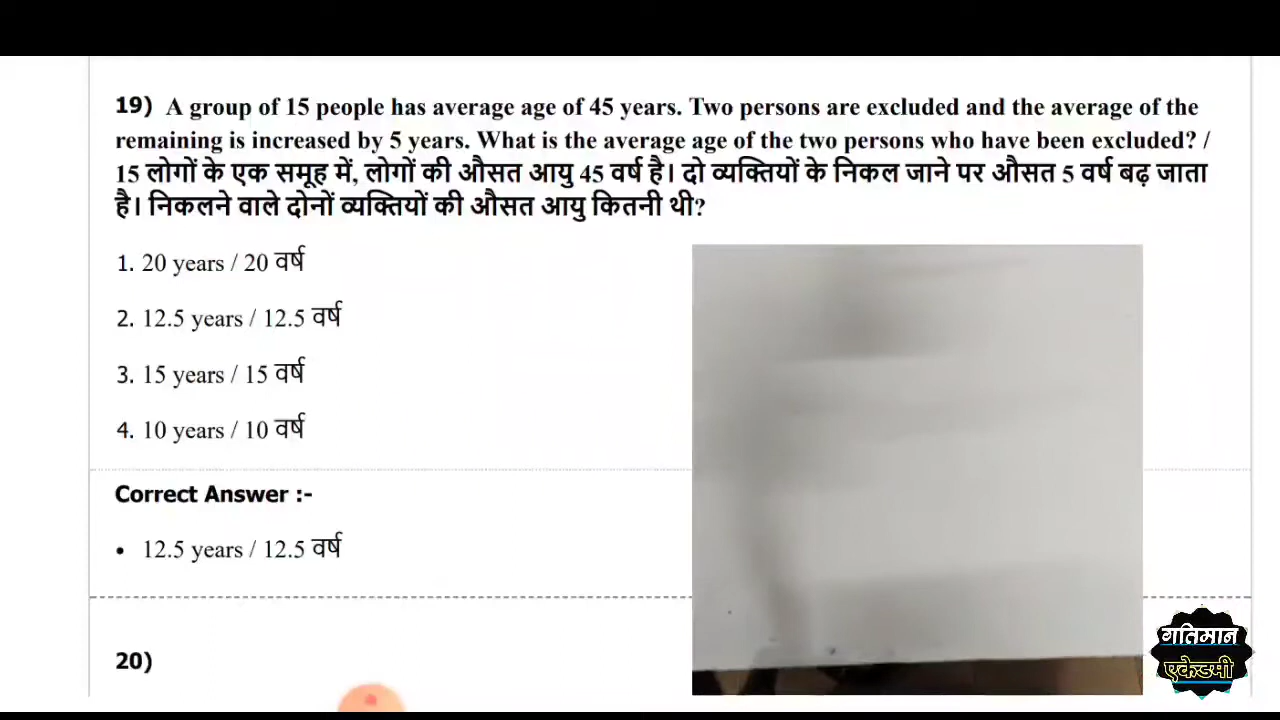 19) A group of 15 people has average age of 45 years. Two persons are excluded and the average of the
remaining is increased by 5 years. What is the average age of the two persons who have been excluded? /
15 लोगों के एक समूह में, लोगों की औसत आयु 45 वर्ष है। दो व्यक्तियों के निकल जाने पर औसत 5 वर्ष बढ़ जाता
है। निकलने वाले दोनों व्यक्तियों की औसत आयु कितनी थी?
1. 20 years / 20 वर्ष
2. 12.5 years / 12.5 वर्ष
3. 15 years / 15 वर्ष
4. 10 years / 10 वर्ष
Correct Answer :-
• 12.5 years / 12.5 वर्ष
20)
गतिमान
एकेडमी